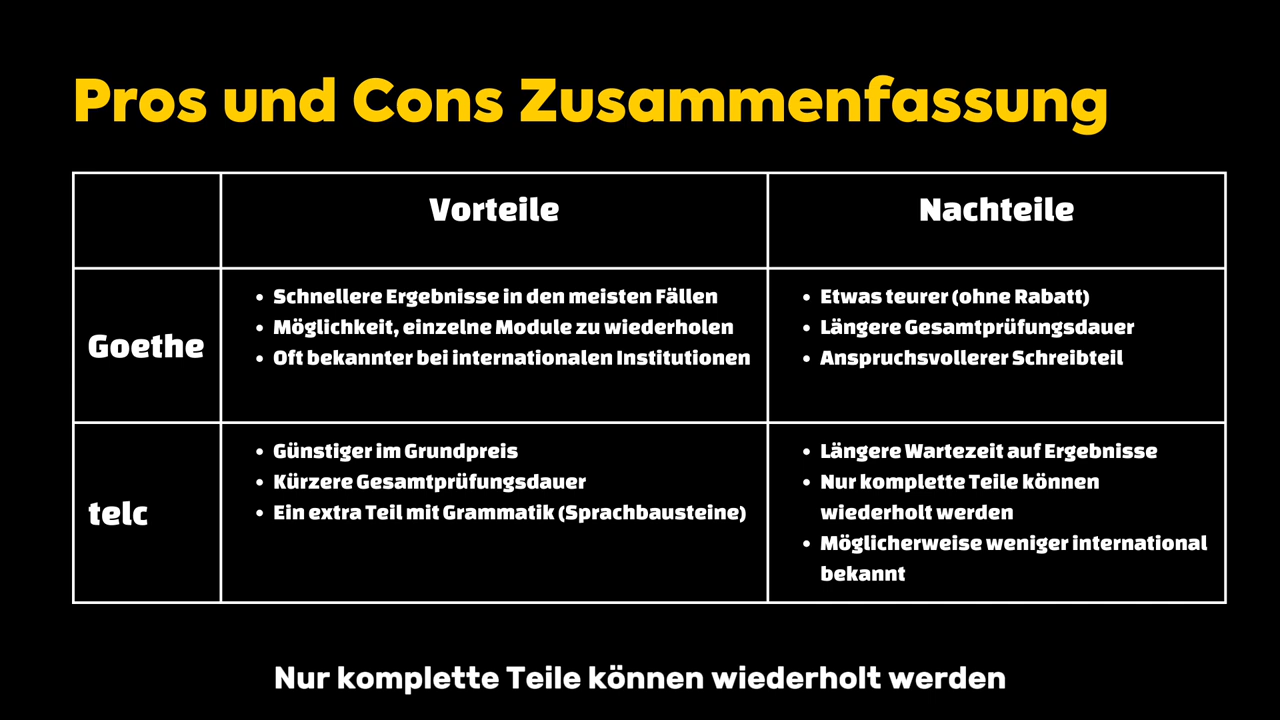 Pros und Cons Zusammenfassung
Vorteile
Nachteile
Goethe
• Schnellere Ergebnisse in den meisten Fällen
• Möglichkeit, einzelne Module zu wiederholen
• Oft bekannter bei internationalen Institutionen
• Etwas teurer (ohne Rabatt)
• Längere Gesamtprüfungsdauer
• Anspruchsvollerer Schreibteil
telc
• Günstiger im Grundpreis
• Kürzere Gesamtprüfungsdauer
• Ein extra Teil mit Grammatik (Sprachbausteine)
• Längere Wartezeit auf Ergebnisse
• Nur komplette Teile können
wiederholt werden
• Möglicherweise weniger international
bekannt
Nur komplette Teile können wiederholt werden